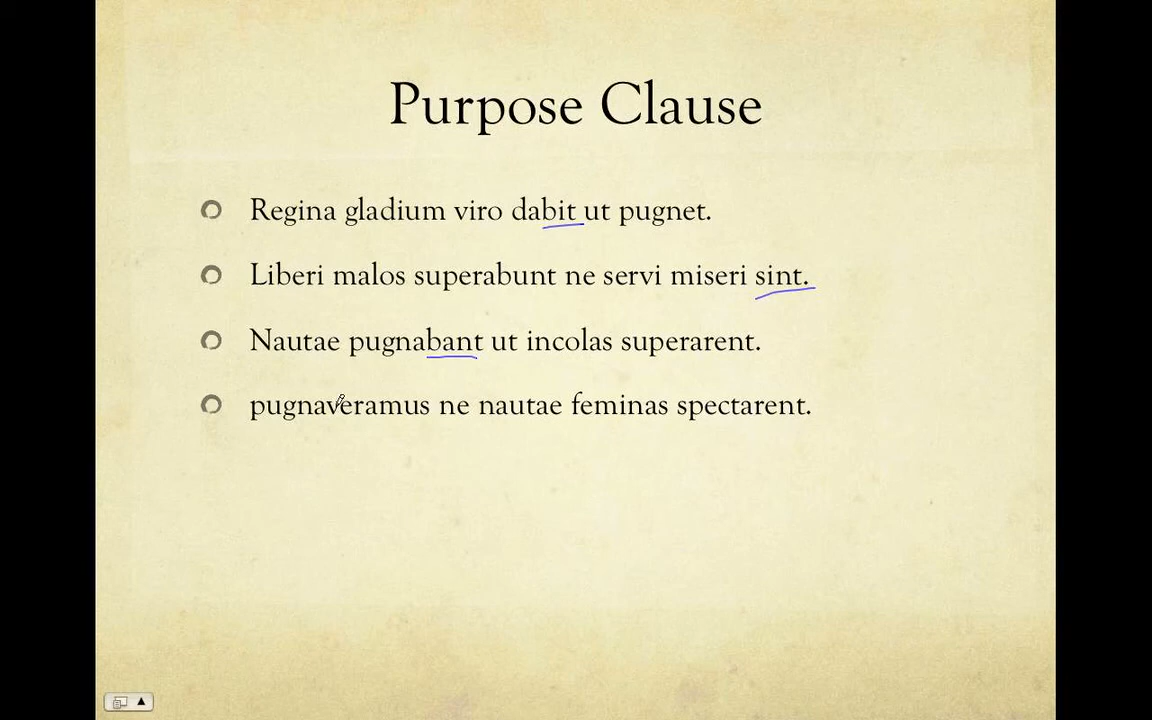 Purpose Clause
Regina gladium viro dabit ut pugnet.
Liberi malos superabunt ne servi miseri sint.
Nautae pugnabant ut incolas superarent.
pugnaveramus ne nautae feminas spectarent.